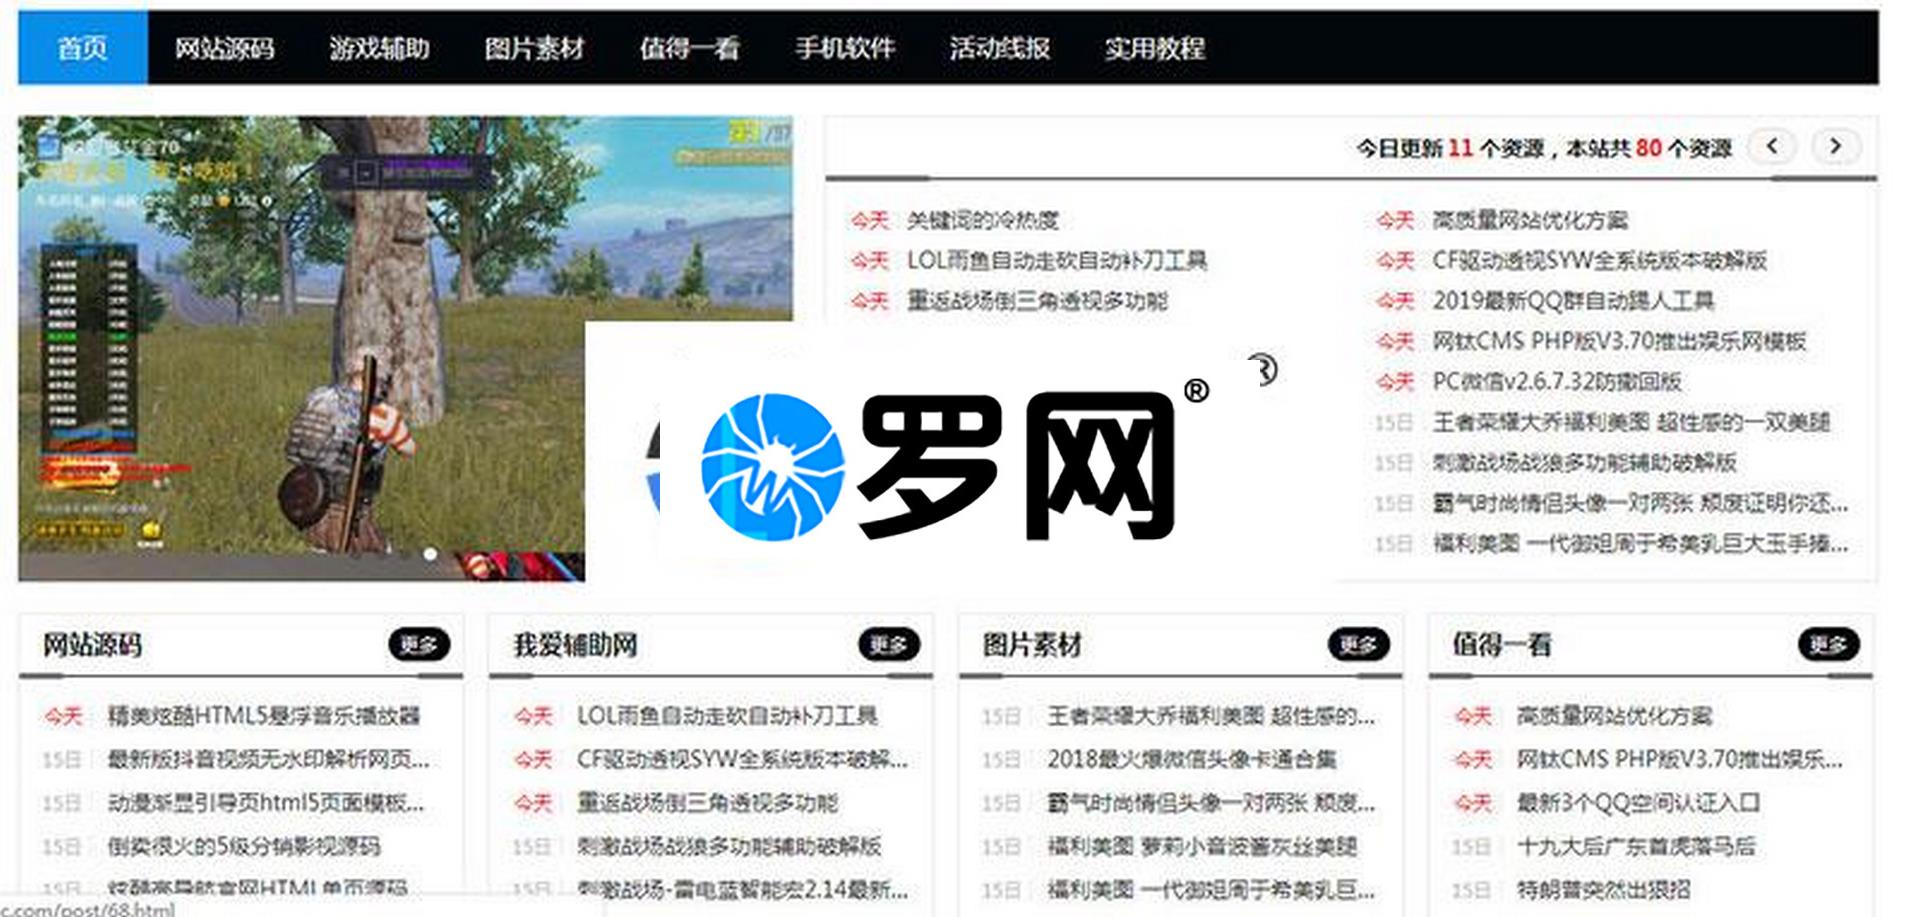 首页 网站源码 游戏辅助 图片素材 值得一看 手机软件 活动线报 实用教程
今日更新 11 个资源，本站共 80 个资源
今天 关键词的冷热度
今天 LOL雨鱼自动走砍自动补刀工具
今天 重返战场倒三角透视多功能
今天 高质量网站优化方案
今天 CF驱动透视SYW全系统版本破解版
今天 2019最新QQ群自动踢人工具
今天 网钛CMS PHP版V3.70推出娱乐网模板
今天 PC微信v2.6.7.32防撤回版
15日 王者荣耀大乔福利美图 超性感的一双美腿
15日 刺激战场战狼多功能辅助破解版
15日 霸气时尚情侣头像一对两张 颓废证明你还...
15日 福利美图 一代御姐周于希美乳巨大玉手揍...
罗网®
网站源码 更多
今天 精美炫酷HTML5悬浮音乐播放器
15日 最新版抖音视频无水印解析网页...
15日 动漫渐显引导页html5页面模板...
15日 倒卖很火的5级分销影视源码
15日 炫酷高导航官网HTML单页源码
我爱辅助网 更多
今天 LOL雨鱼自动走砍自动补刀工具
今天 CF驱动透视SYW全系统版本破解...
今天 重返战场倒三角透视多功能
15日 刺激战场战狼多功能辅助破解版
15日 刺激战场-雷电蓝智能宏2.14最新...
图片素材 更多
15日 王者荣耀大乔福利美图 超性感的...
15日 2018最火爆微信头像卡通合集
15日 霸气时尚情侣头像一对两张 颓废...
15日 福利美图 萝莉小音波酱灰丝美腿
15日 福利美图 一代御姐周于希美乳巨...
值得一看 更多
今天 高质量网站优化方案
今天 网钛CMS PHP版V3.70推出娱乐...
今天 最新3个QQ空间认证入口
15日 十九大后广东首虎落马后
15日 特朗普突然出狠招
c.com/post/68.html